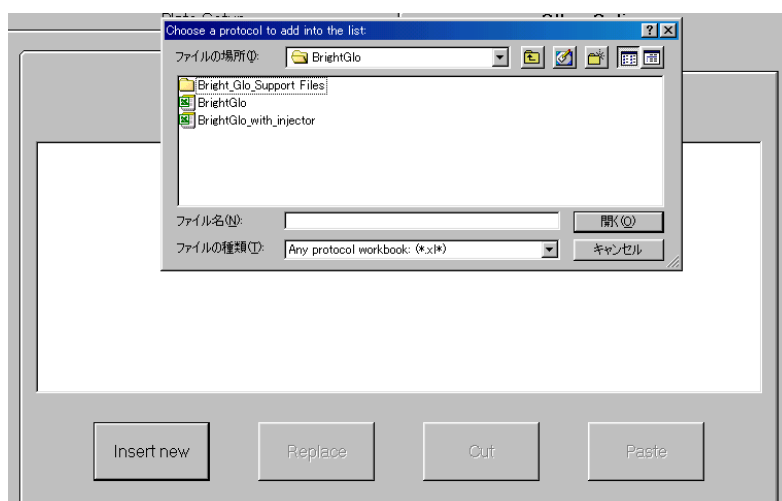 Choose a protocol to add into the list:
ファイルの場所(I):
BrightGlo
Bright_Glo_Support Files
BrightGlo
BrightGlo_with_injector
ファイル名(N):
開く(O)
ファイルの種類(T):
Any protocol workbook: (*.xl*)
キャンセル
Insert new
Replace
Cut
Paste